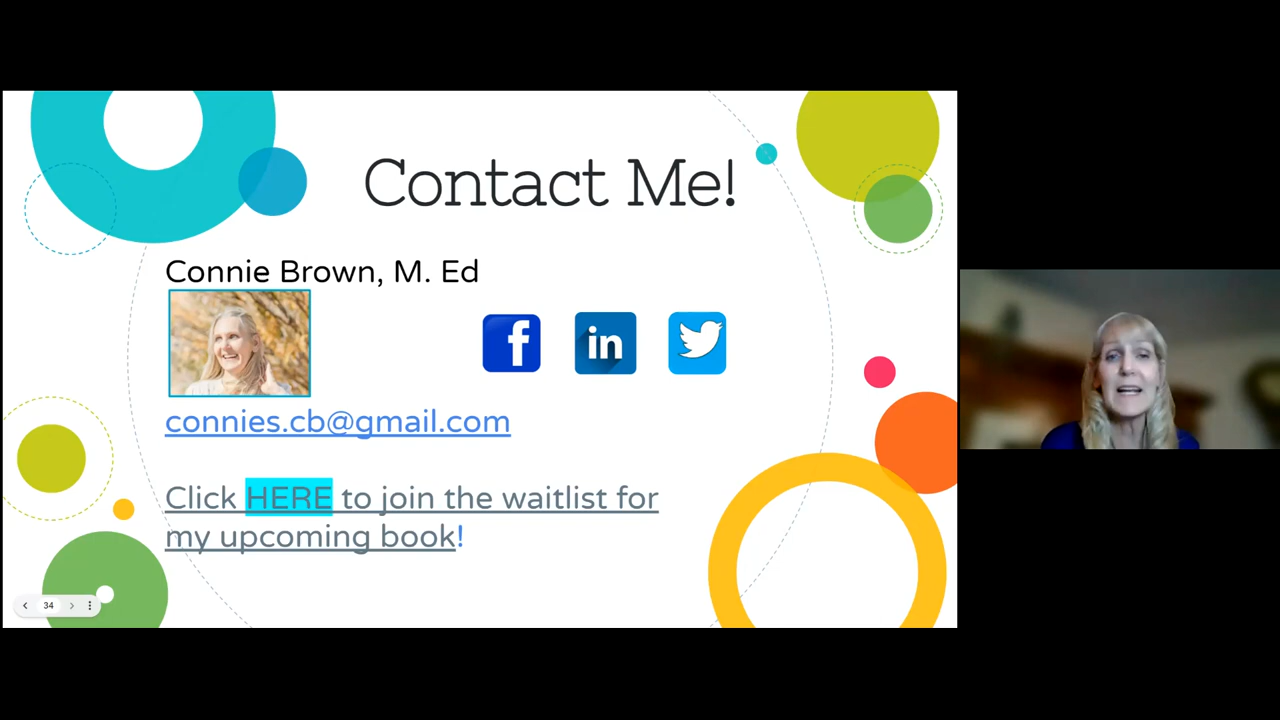 Contact Me!
Connie Brown, M. Ed
f
in
connies.cb@gmail.com
Click HERE to join the waitlist for
my upcoming book!
34